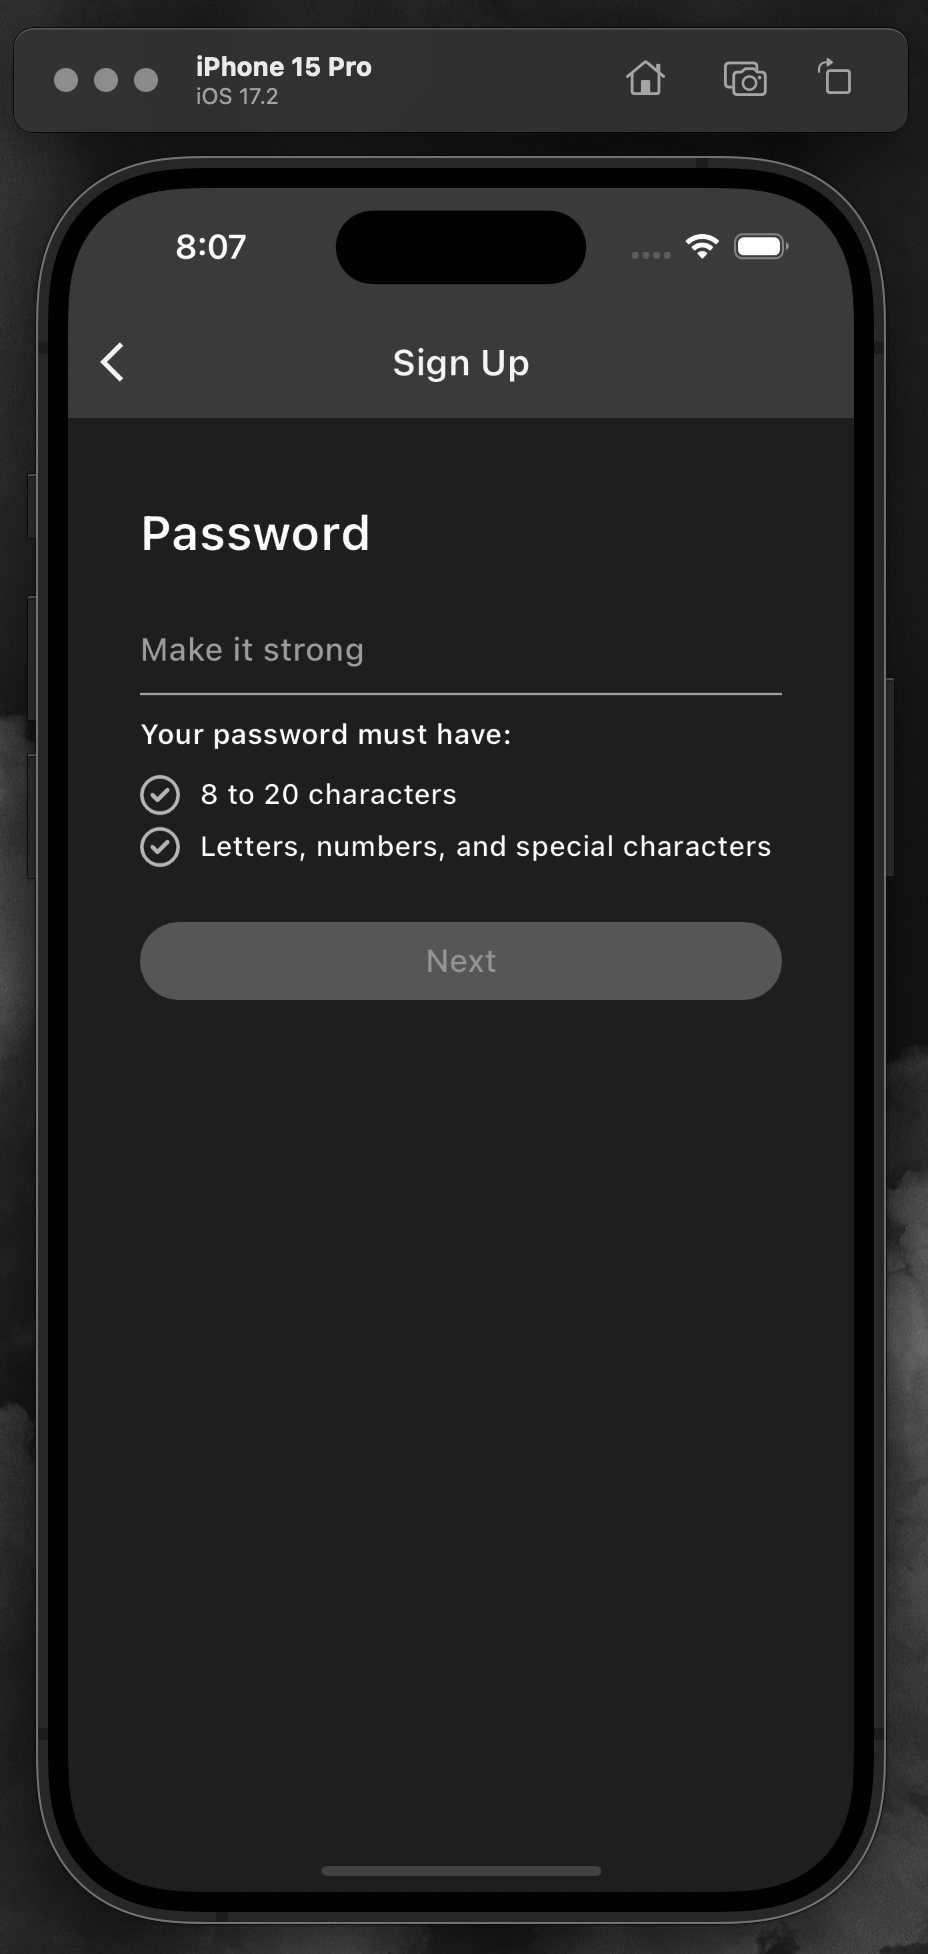 iPhone 15 Pro
iOS 17.2
8:07
Sign Up
Password
Make it strong
Your password must have:
8 to 20 characters
Letters, numbers, and special characters
Next